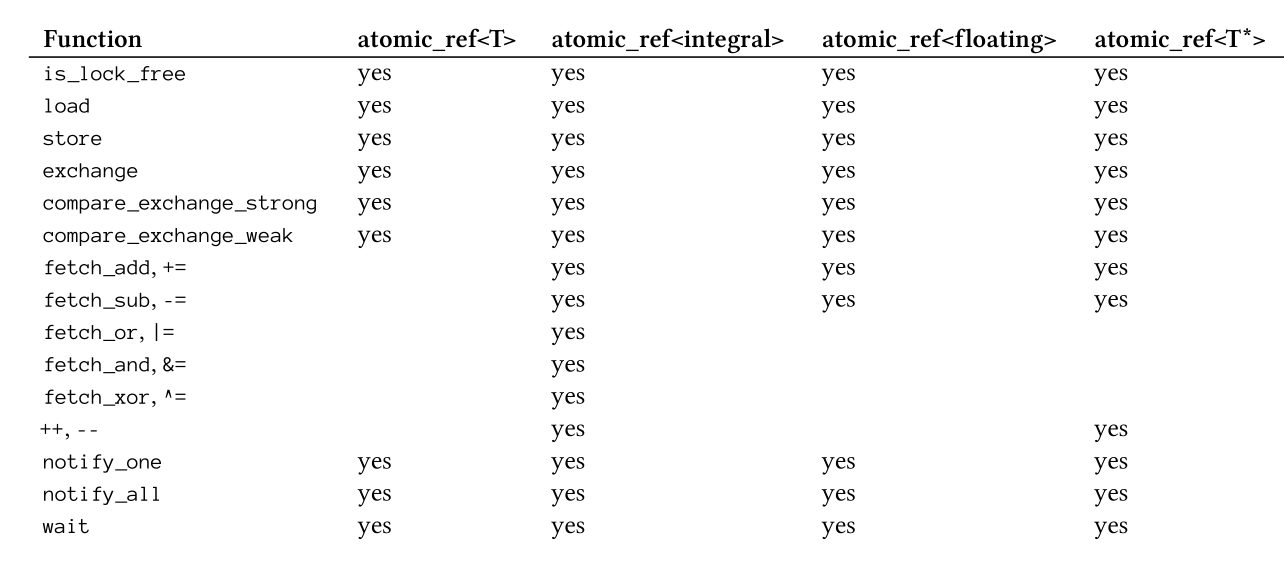 Function atomic_ref<T> atomic_ref<integral> atomic_ref<floating> atomic_ref<T*>
is_lock_free yes yes yes yes
load yes yes yes yes
store yes yes yes yes
exchange yes yes yes yes
compare_exchange_strong yes yes yes yes
compare_exchange_weak yes yes yes yes
fetch_add, += yes yes yes
fetch_sub, -= yes yes yes
fetch_or, |= yes
fetch_and, &= yes
fetch_xor, ^= yes
++, -- yes yes
notify_one yes yes yes yes
notify_all yes yes yes yes
wait yes yes yes yes